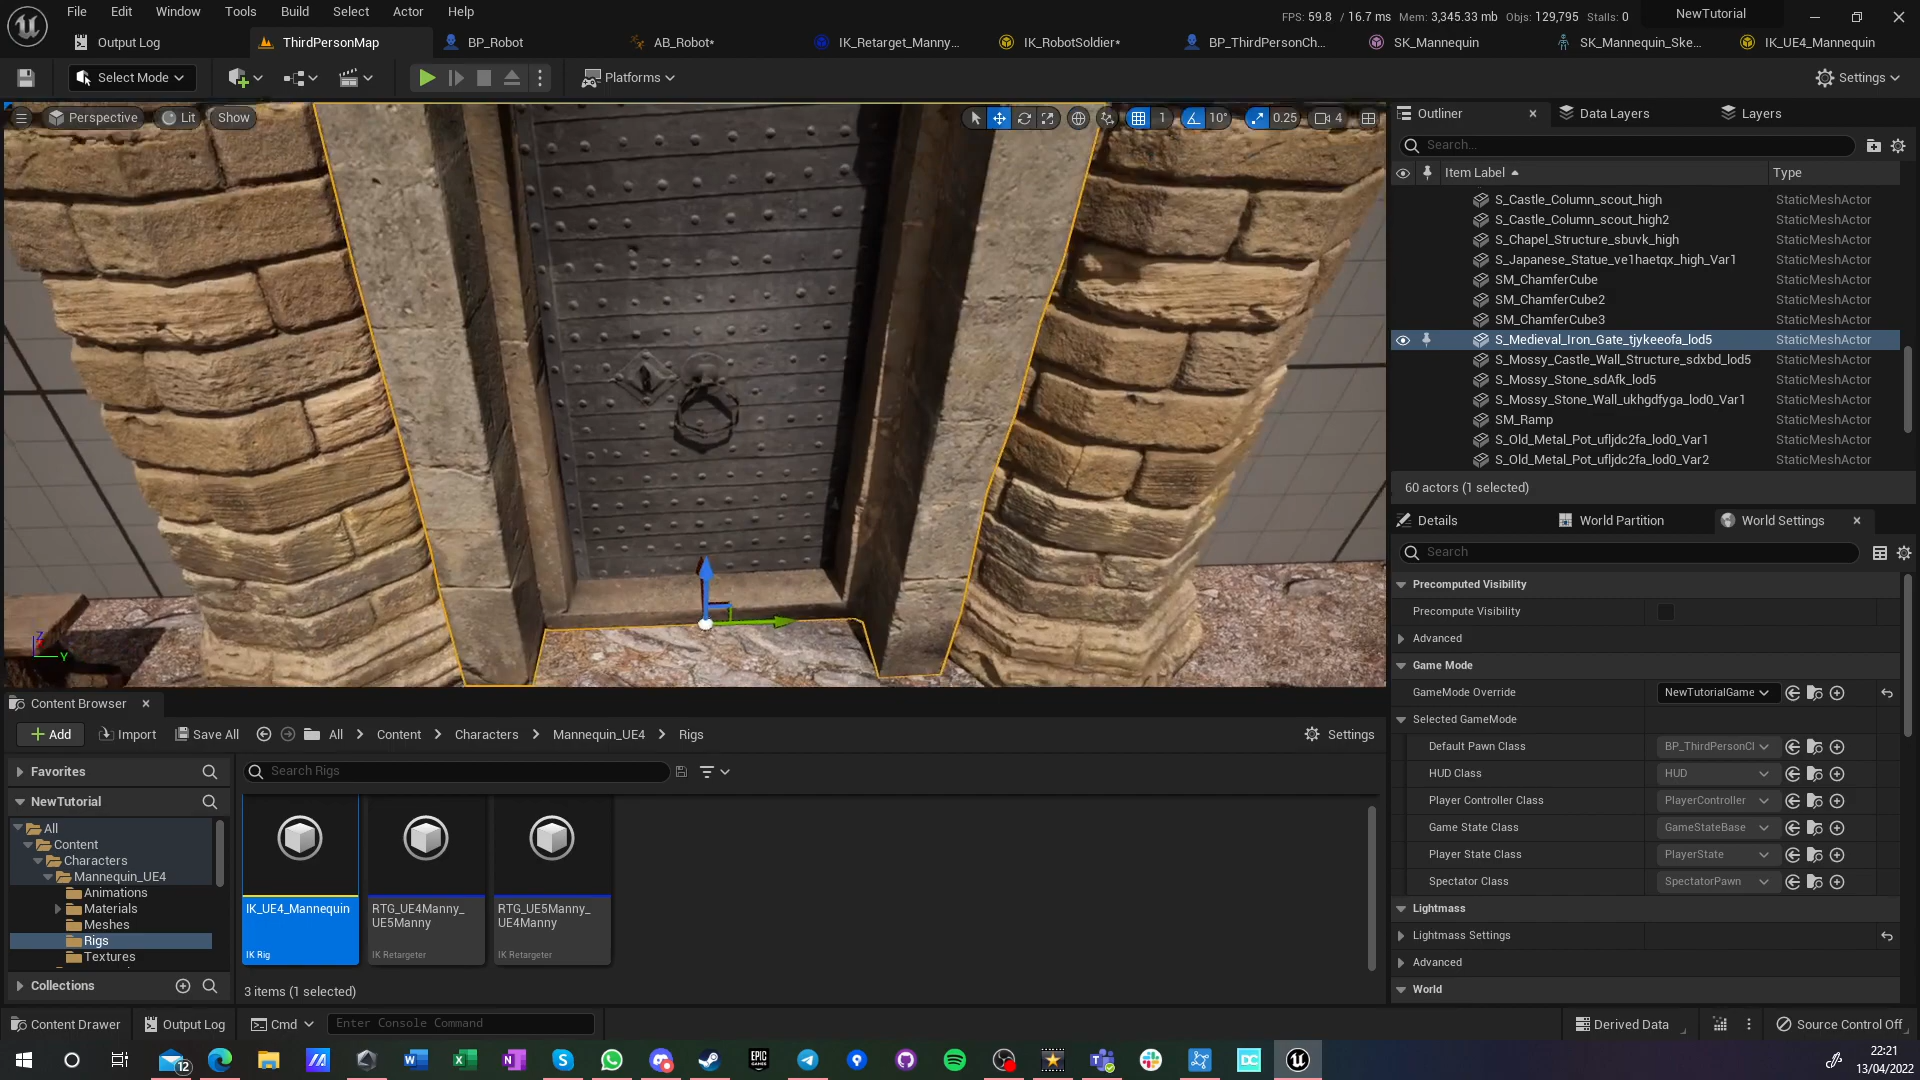 File Edit Window Tools Build Select Actor Help
FPS: 59.8 / 16.7 ms Mem: 3,345.33 mb Objs: 129,795 Stalls: 0
NewTutorial
Output Log
ThirdPersonMap
BP_Robot
AB_Robot*
IK_Retarget_Manny...
IK_RobotSoldier*
BP_ThirdPersonCh...
SK_Mannequin
SK_Mannequin_Ske...
IK_UE4_Mannequin
Select Mode
Platforms
Settings
Perspective
Lit
Show
1
10°
0.25
4
Outliner
Data Layers
Layers
Search...
Item Label
Type
S_Castle_Column_scout_high StaticMeshActor
S_Castle_Column_scout_high2 StaticMeshActor
S_Chapel_Structure_sbuvk_high StaticMeshActor
S_Japanese_Statue_ve1haetqx_high_Var1 StaticMeshActor
SM_ChamferCube StaticMeshActor
SM_ChamferCube2 StaticMeshActor
SM_ChamferCube3 StaticMeshActor
S_Medieval_Iron_Gate_tjykeeofa_lod5 StaticMeshActor
S_Mossy_Castle_Wall_Structure_sdxbd_lod5 StaticMeshActor
S_Mossy_Stone_sdAfk_lod5 StaticMeshActor
S_Mossy_Stone_Wall_ukhgdfyga_lod0_Var1 StaticMeshActor
SM_Ramp StaticMeshActor
S_Old_Metal_Pot_ufljdc2fa_lod0_Var1 StaticMeshActor
S_Old_Metal_Pot_ufljdc2fa_lod0_Var2 StaticMeshActor
60 actors (1 selected)
Details
World Partition
World Settings
Search
Precomputed Visibility
Precompute Visibility
Advanced
Game Mode
GameMode Override NewTutorialGame
Selected GameMode
Default Pawn Class BP_ThirdPersonCl
HUD Class HUD
Player Controller Class PlayerController
Game State Class GameStateBase
Player State Class PlayerState
Spectator Class SpectatorPawn
Lightmass
Lightmass Settings
Advanced
World
Z
Y
Content Browser
Add
Import
Save All
All > Content > Characters > Mannequin_UE4 > Rigs
Settings
Favorites
Search Rigs
NewTutorial
All
Content
Characters
Mannequin_UE4
Animations
Materials
Meshes
Rigs
Textures
Collections
IK_UE4_Mannequin
IK Rig
RTG_UE4Manny_
UE5Manny
IK Retargeter
RTG_UE5Manny_
UE4Manny
IK Retargeter
3 items (1 selected)
Content Drawer
Output Log
Cmd
Enter Console Command
Derived Data
Source Control Off
12
EPIC
GAMES
DC
22:21
13/04/2022